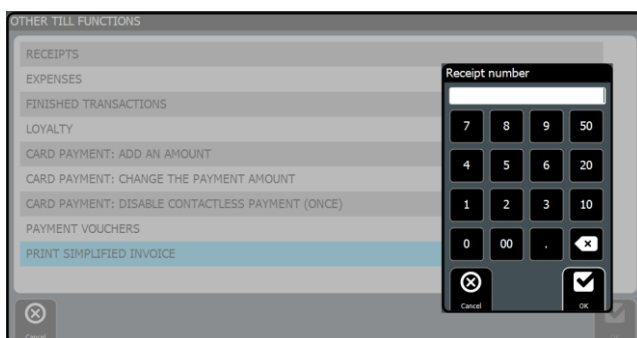 OTHER TILL FUNCTIONS
RECEIPTS
EXPENSES
FINISHED TRANSACTIONS
LOYALTY
CARD PAYMENT: ADD AN AMOUNT
CARD PAYMENT: CHANGE THE PAYMENT AMOUNT
CARD PAYMENT: DISABLE CONTACTLESS PAYMENT (ONCE)
PAYMENT VOUCHERS
PRINT SIMPLIFIED INVOICE
Receipt number
7 8 9 50
4 5 6 20
1 2 3 10
0 00 .
Cancel OK
Cancel OK